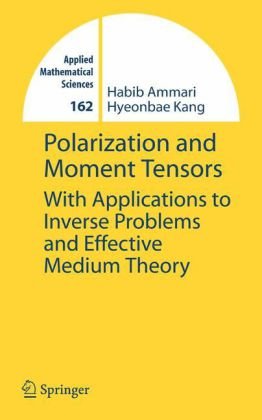 Applied
Mathematical
Sciences
162
Habib Ammari
Hyeonbae Kang
Polarization and
Moment Tensors
With Applications to
Inverse Problems
and Effective
Medium Theory
Springer